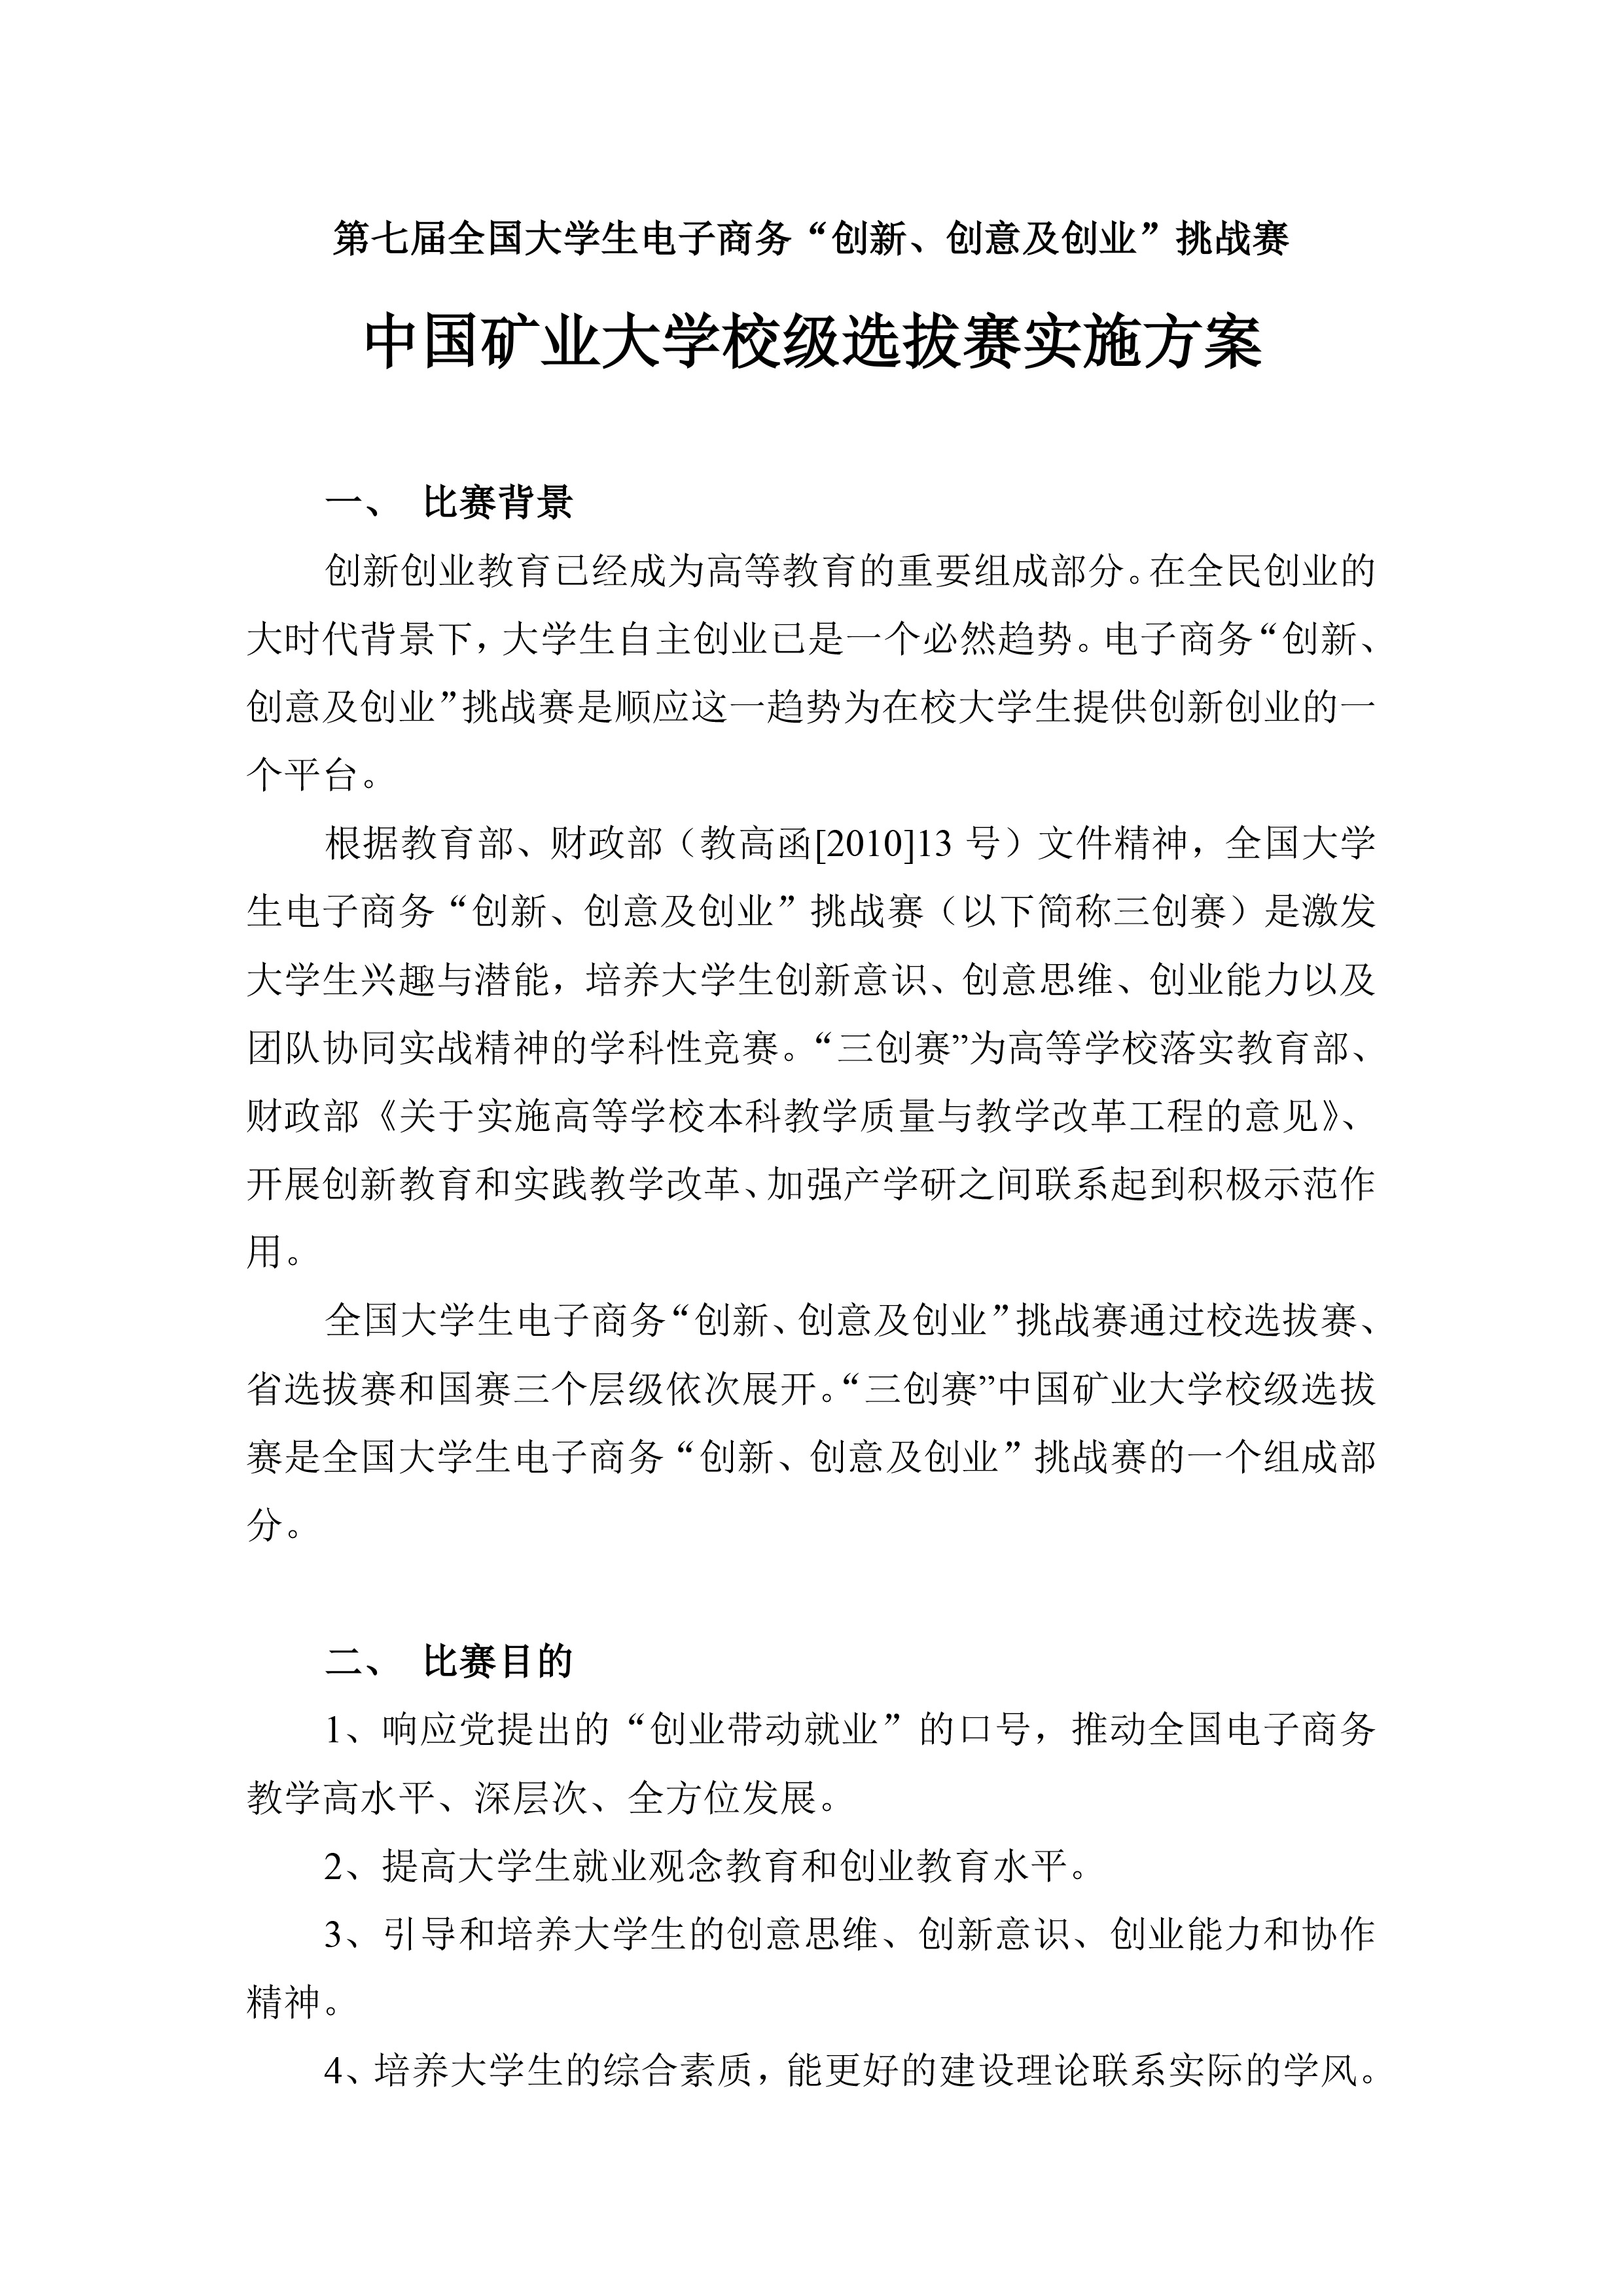 第七届全国大学生电子商务“创新、创意及创业”挑战赛
中国矿业大学校级选拔赛实施方案
一、 比赛背景
创新创业教育已经成为高等教育的重要组成部分。在全民创业的
大时代背景下，大学生自主创业已是一个必然趋势。电子商务“创新、
创意及创业”挑战赛是顺应这一趋势为在校大学生提供创新创业的一
个平台。
根据教育部、财政部（教高函[2010]13 号）文件精神，全国大学
生电子商务“创新、创意及创业”挑战赛（以下简称三创赛）是激发
大学生兴趣与潜能，培养大学生创新意识、创意思维、创业能力以及
团队协同实战精神的学科性竞赛。“三创赛”为高等学校落实教育部、
财政部《关于实施高等学校本科教学质量与教学改革工程的意见》、
开展创新教育和实践教学改革、加强产学研之间联系起到积极示范作
用。
全国大学生电子商务“创新、创意及创业”挑战赛通过校选拔赛、
省选拔赛和国赛三个层级依次展开。“三创赛”中国矿业大学校级选拔
赛是全国大学生电子商务“创新、创意及创业”挑战赛的一个组成部
分。
二、 比赛目的
1、响应党提出的“创业带动就业”的口号，推动全国电子商务
教学高水平、深层次、全方位发展。
2、提高大学生就业观念教育和创业教育水平。
3、引导和培养大学生的创意思维、创新意识、创业能力和协作
精神。
4、培养大学生的综合素质，能更好的建设理论联系实际的学风。